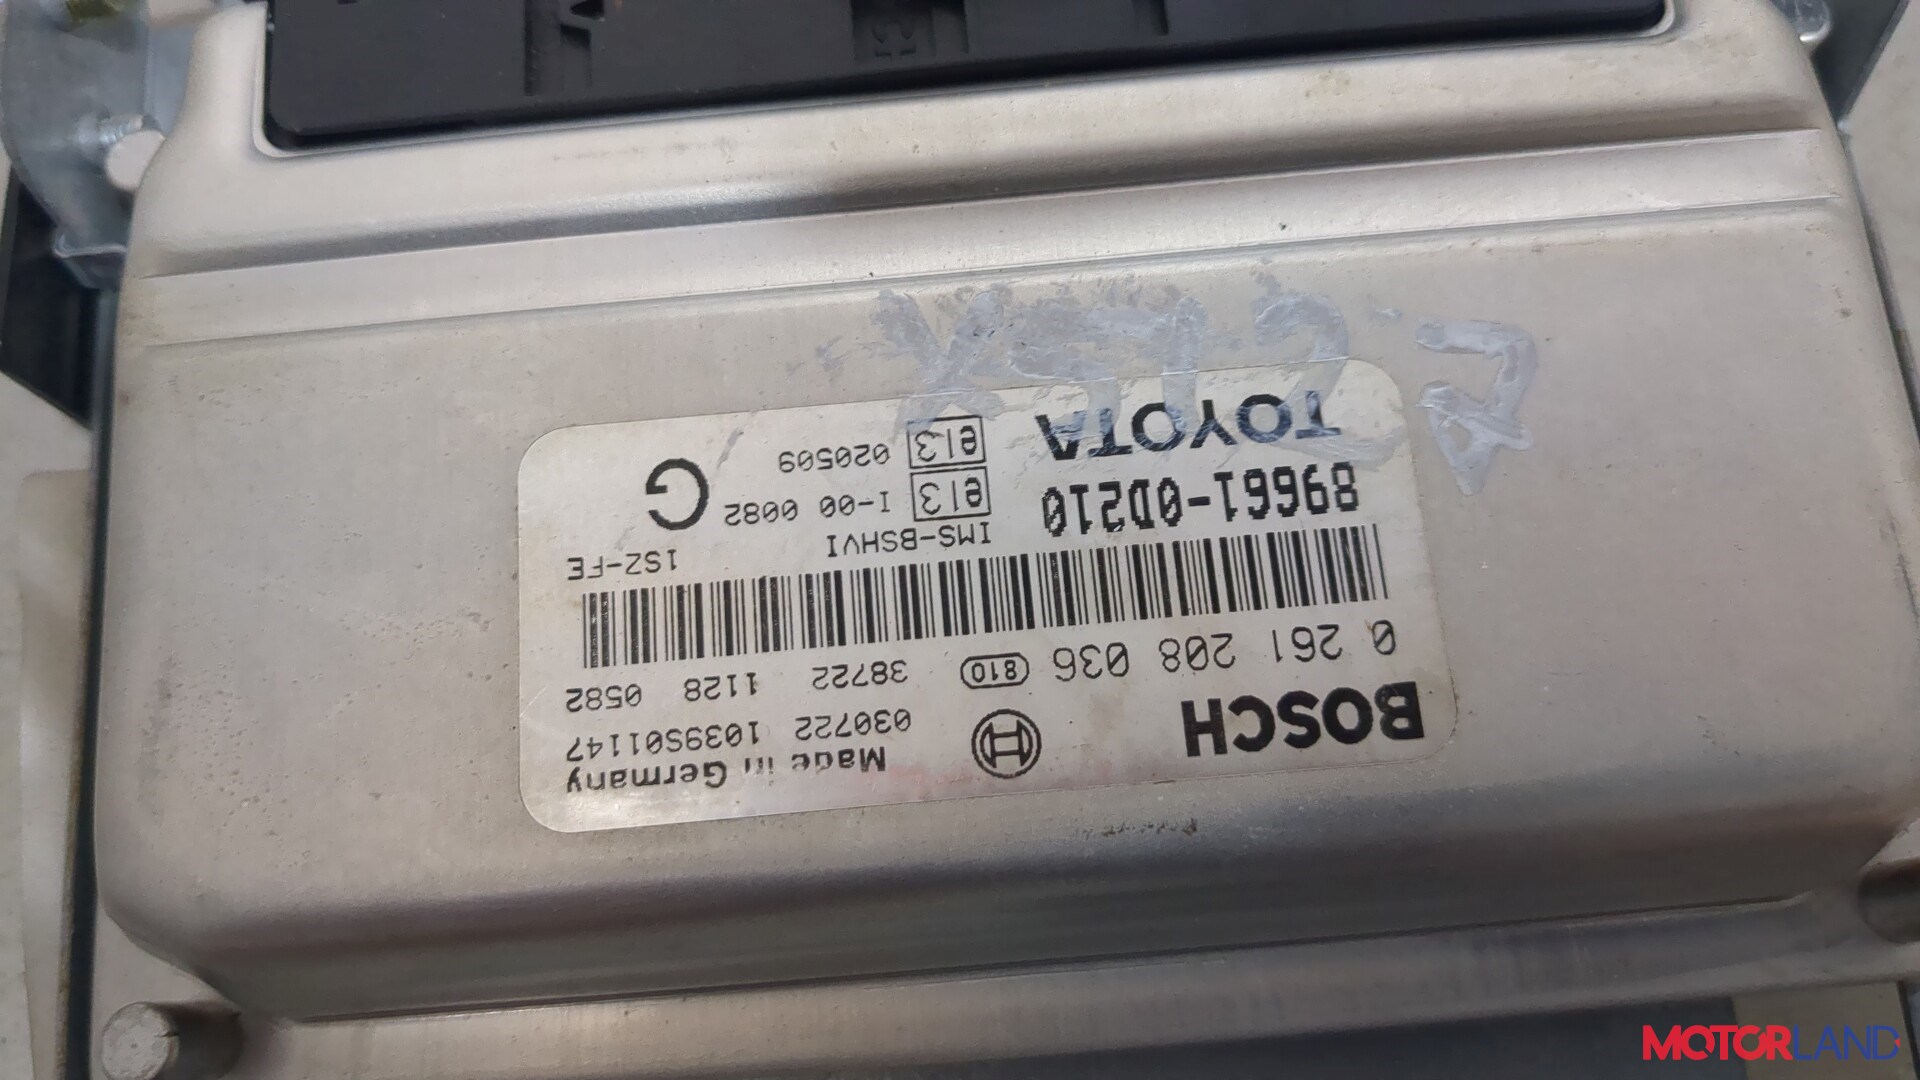 BOSCH
Made in Germany
030722 1039S01147
0 261 208 036 810 38722 1128 0582
IMS-BSHVI 1SZ-FE
89661-0D210 e13 I-00 0082 G
TOYOTA e13 020509
MOTORLAND